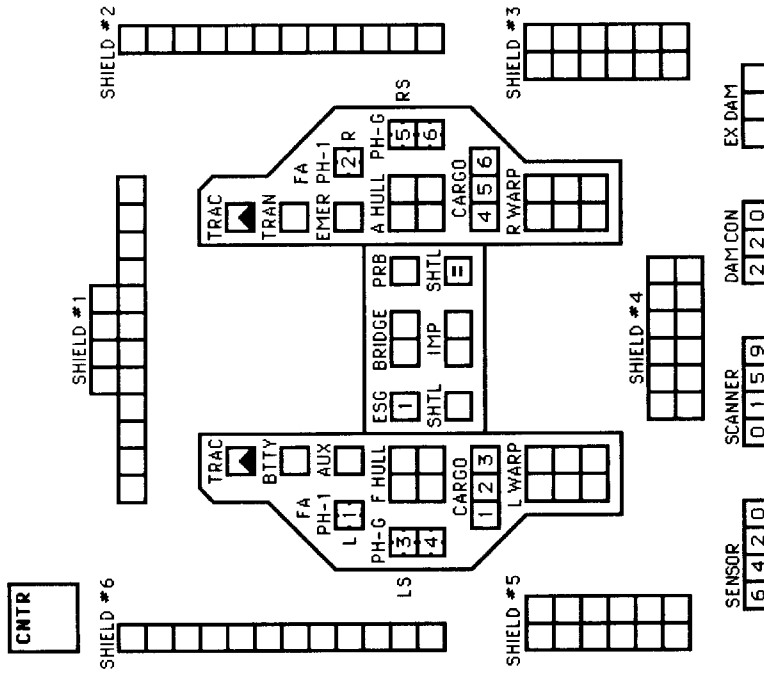 CNTR
SHIELD #1
SHIELD #6
SHIELD #2
TRAC
TRAC
BTTY
TRAN
FA
AUX
EMER
FA
PH-1
L
1
PH-1
R
2
ESG
1
BRIDGE
PRB
PH-G
3
4
F HULL
A HULL
PH-G
5
6
LS
RS
SHTL
IMP
SHTL
=
CARGO
1 2 3
CARGO
4 5 6
L WARP
R WARP
SHIELD #5
SHIELD #4
SHIELD #3
SENSOR
6 4 2 0
SCANNER
0 1 5 9
DAM CON
2 2 0
EX DAM